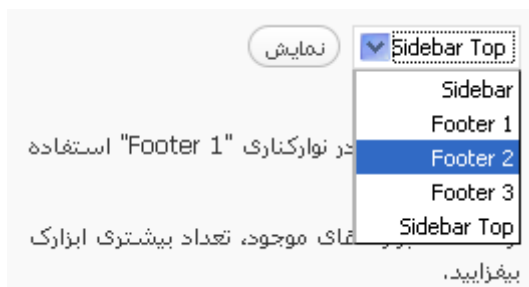 Sidebar Top نمایش
Sidebar
Footer 1
Footer 2
Footer 3
Sidebar Top
در نوارکناری "Footer 1" استفاده
های موجود، تعداد بیشتری ابزارک
بیفزایید.